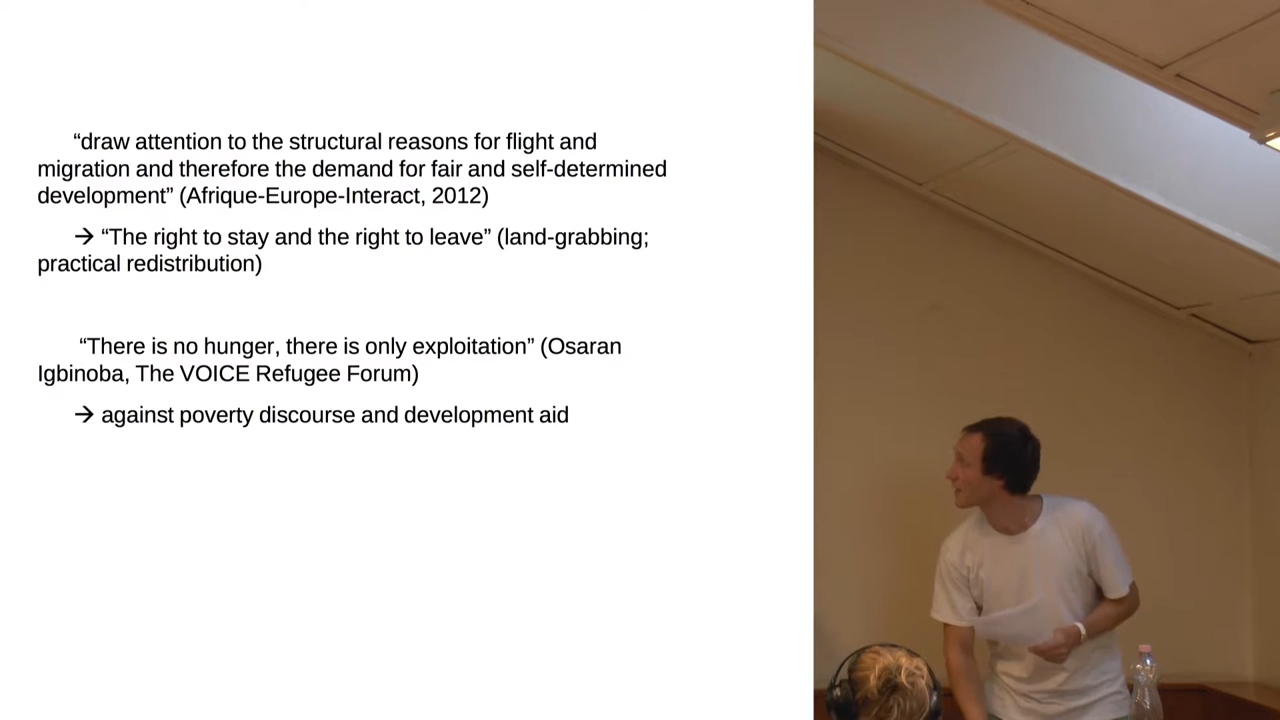 “draw attention to the structural reasons for flight and
migration and therefore the demand for fair and self-determined
development” (Afrique-Europe-Interact, 2012)
→ “The right to stay and the right to leave” (land-grabbing;
practical redistribution)
“There is no hunger, there is only exploitation” (Osaran
Igbinoba, The VOICE Refugee Forum)
→ against poverty discourse and development aid